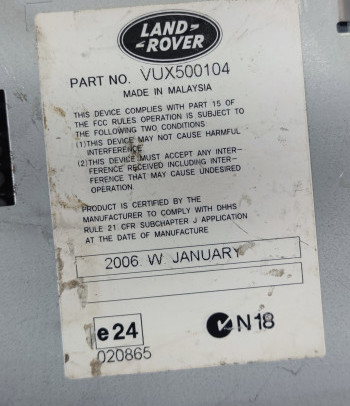 LAND-
-ROVER
PART NO. VUX500104
MADE IN MALAYSIA
THIS DEVICE COMPLIES WITH PART 15 OF
THE FCC RULES. OPERATION IS SUBJECT TO
THE FOLLOWING TWO CONDITIONS.
(1)THIS DEVICE MAY NOT CAUSE HARMFUL
INTERFERENCE
(2)THIS DEVICE MUST ACCEPT ANY INTER-
FERENCE RECEIVED INCLUDING INTER-
FERENCE THAT MAY CAUSE UNDESIRED
OPERATION.
PRODUCT IS CERTIFIED BY THE
MANUFACTURER TO COMPLY WITH DHHS
RULE 21 CFR SUBCHAPTER J APPLICATION
AT THE DATE OF MANUFACTURE
2006 W JANUARY
e24
N18
020865